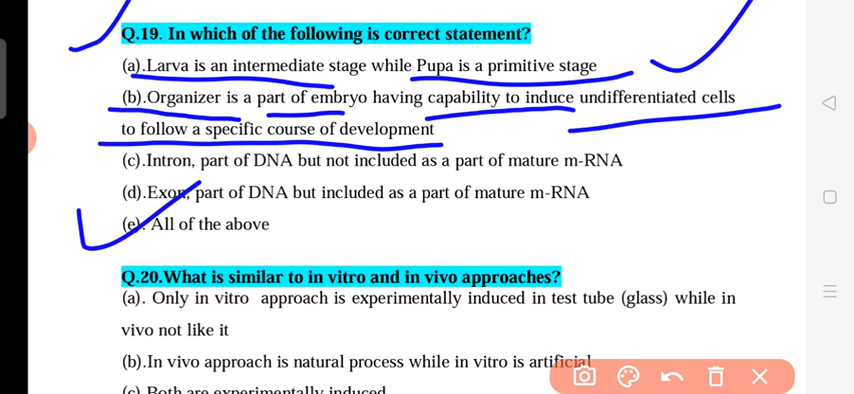 Q.19. In which of the following is correct statement?
(a).Larva is an intermediate stage while Pupa is a primitive stage
(b).Organizer is a part of embryo having capability to induce undifferentiated cells
to follow a specific course of development
(c).Intron, part of DNA but not included as a part of mature m-RNA
(d).Exon, part of DNA but included as a part of mature m-RNA
(e). All of the above
Q.20.What is similar to in vitro and in vivo approaches?
(a). Only in vitro approach is experimentally induced in test tube (glass) while in
vivo not like it
(b).In vivo approach is natural process while in vitro is artificial
(c) Both are experimentally induced